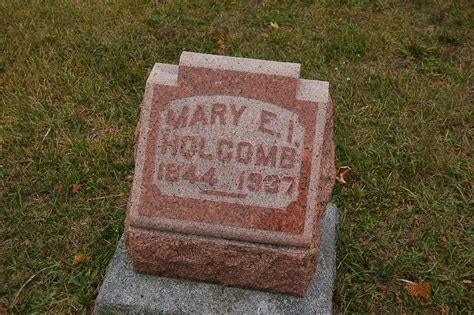 MARY E. I.
HOLCOMB
1844 _ 1937